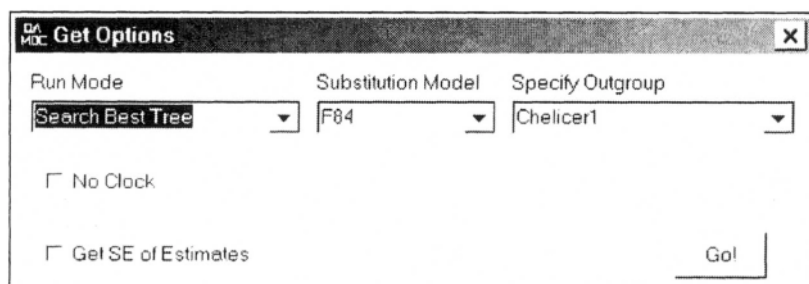 Get Options
Run Mode Substitution Model Specify Outgroup
Search Best Tree F84 Chelicer1
No Clock
Get SE of Estimates Go!